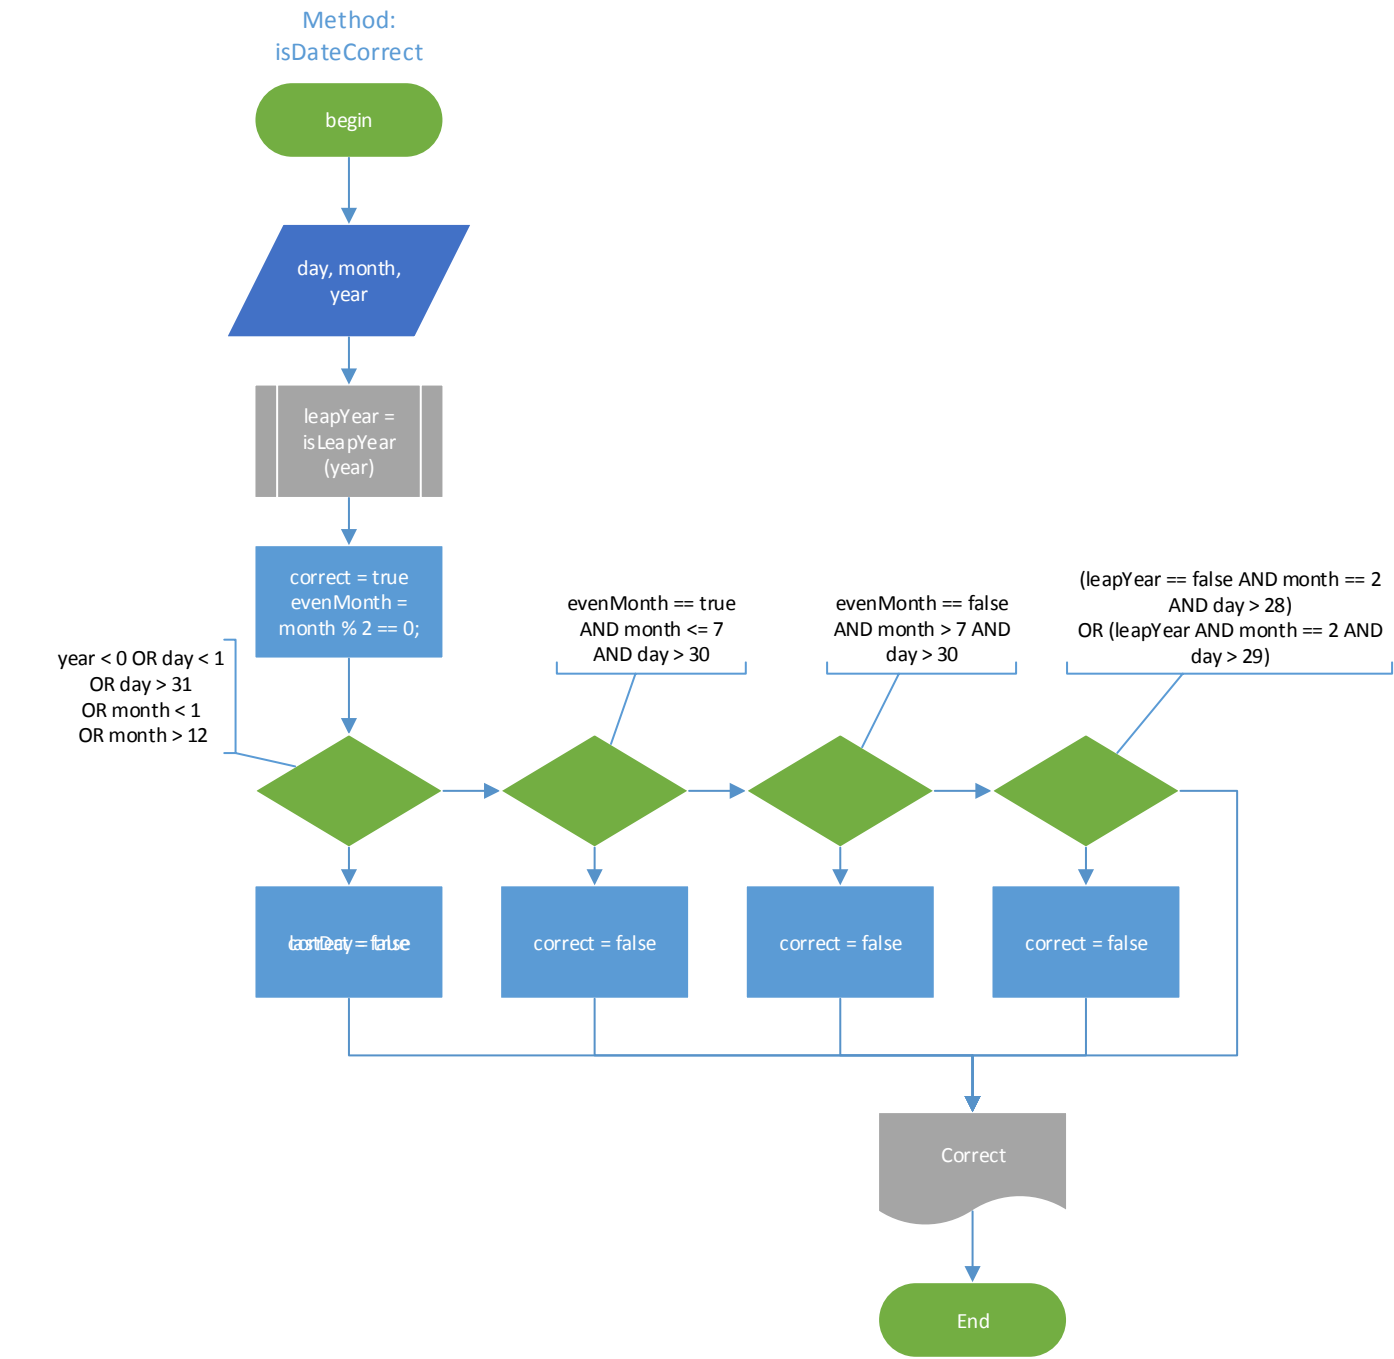 Method:
isDateCorrect
begin
day, month,
year
leapYear =
isLeapYear
(year)
correct = true
evenMonth =
month % 2 == 0;
year < 0 OR day < 1
OR day > 31
OR month < 1
OR month > 12
evenMonth == true
AND month <= 7
AND day > 30
evenMonth == false
AND month > 7 AND
day > 30
(leapYear == false AND month == 2
AND day > 28)
OR (leapYear AND month == 2 AND
day > 29)
correct = false
correct = false
correct = false
Correct
End